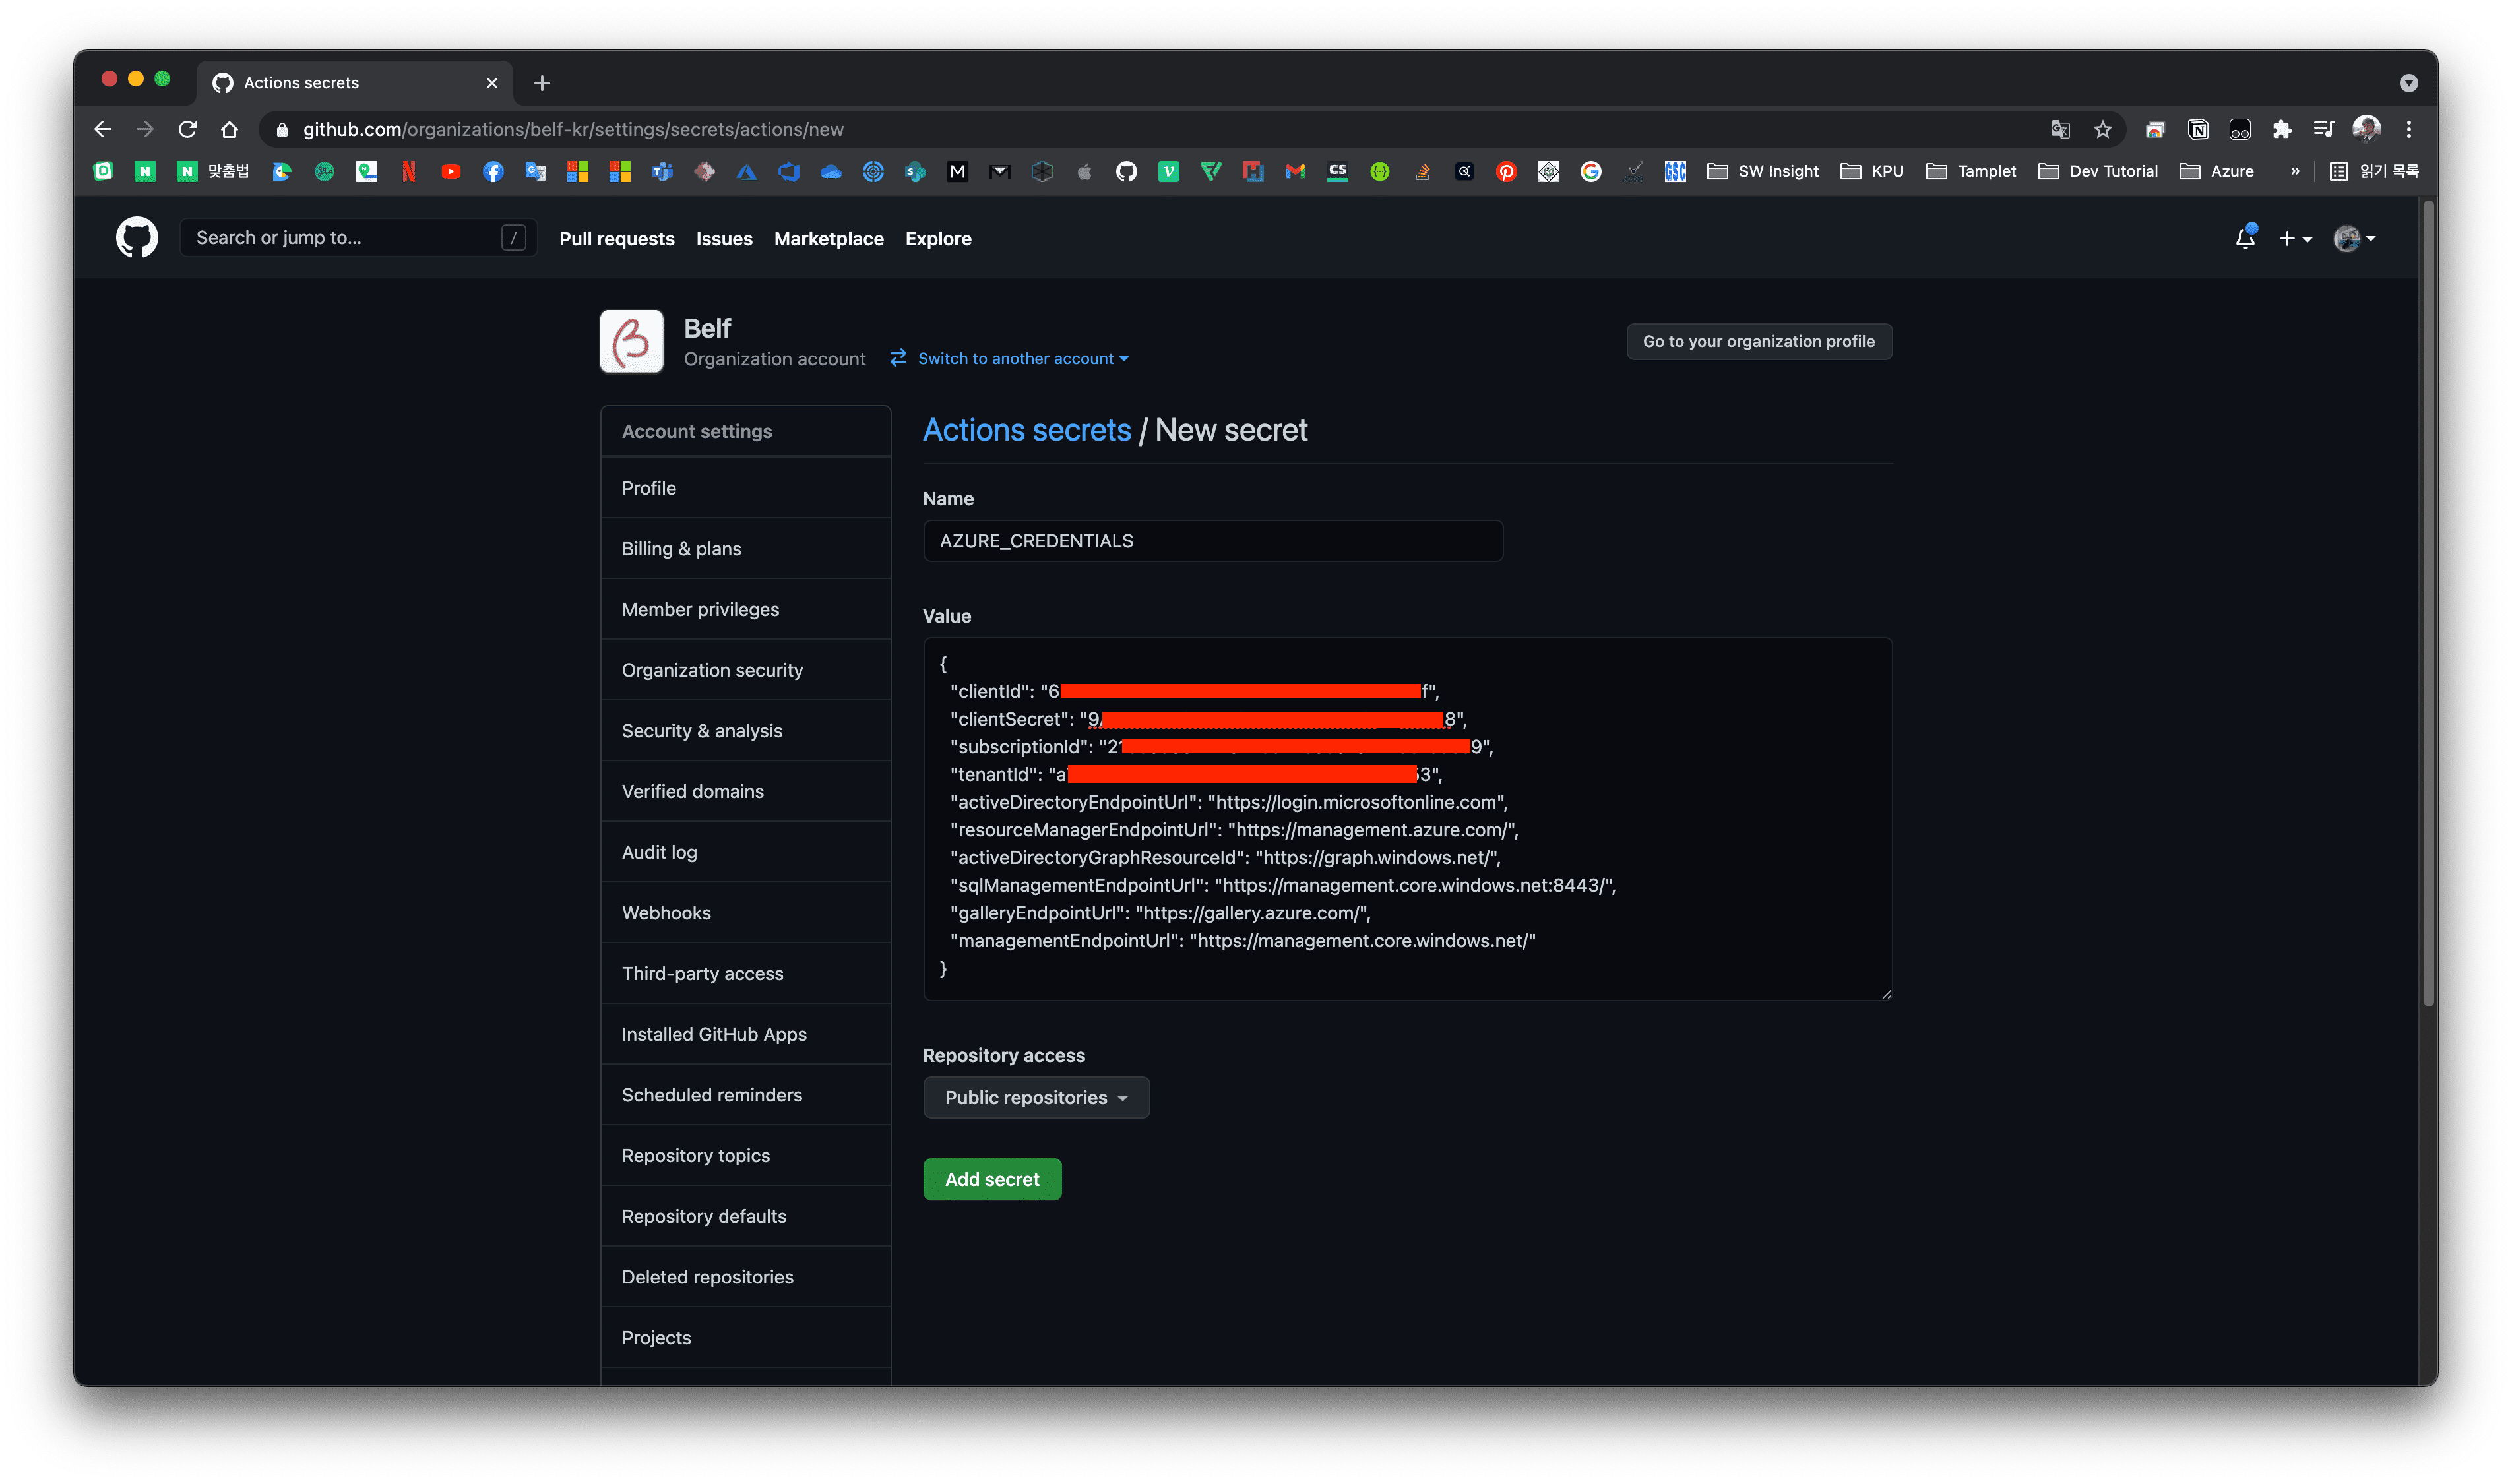 Actions secrets
github.com/organizations/belf-kr/settings/secrets/actions/new
맞춤법
SW Insight
KPU
Tamplet
Dev Tutorial
Azure
»
읽기 목록
Search or jump to...
/
Pull requests
Issues
Marketplace
Explore
Belf
Organization account
Switch to another account
Go to your organization profile
Account settings
Profile
Billing & plans
Member privileges
Organization security
Security & analysis
Verified domains
Audit log
Webhooks
Third-party access
Installed GitHub Apps
Scheduled reminders
Repository topics
Repository defaults
Deleted repositories
Projects
Actions secrets / New secret
Name
AZURE_CREDENTIALS
Value
{
"clientId": "6 f",
"clientSecret": "9 8",
"subscriptionId": "2 9",
"tenantId": "a 3",
"activeDirectoryEndpointUrl": "https://login.microsoftonline.com",
"resourceManagerEndpointUrl": "https://management.azure.com/",
"activeDirectoryGraphResourceId": "https://graph.windows.net/",
"sqlManagementEndpointUrl": "https://management.core.windows.net:8443/",
"galleryEndpointUrl": "https://gallery.azure.com/",
"managementEndpointUrl": "https://management.core.windows.net/"
}
Repository access
Public repositories
Add secret